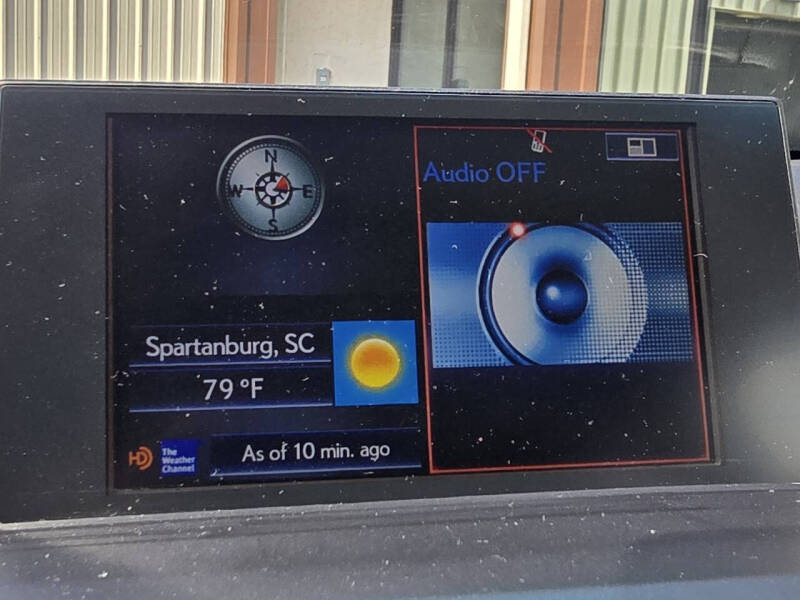 N
W E
S
Audio OFF
Spartanburg, SC
79 °F
HD
The
Weather
Channel
As of 10 min. ago